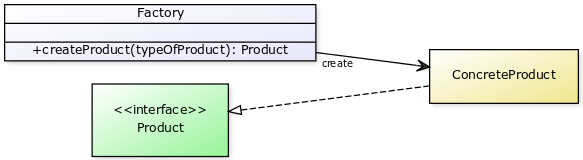 Factory
+createProduct(typeOfProduct): Product
create
ConcreteProduct
<<interface>>
Product